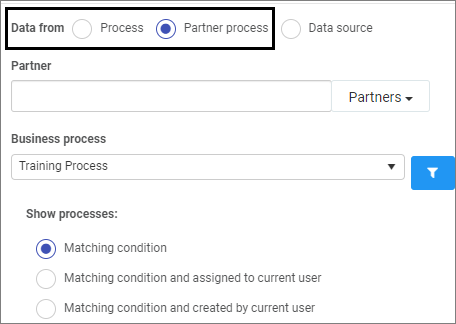 Data from Process Partner process Data source
Partner
Partners
Business process
Training Process
Show processes:
Matching condition
Matching condition and assigned to current user
Matching condition and created by current user